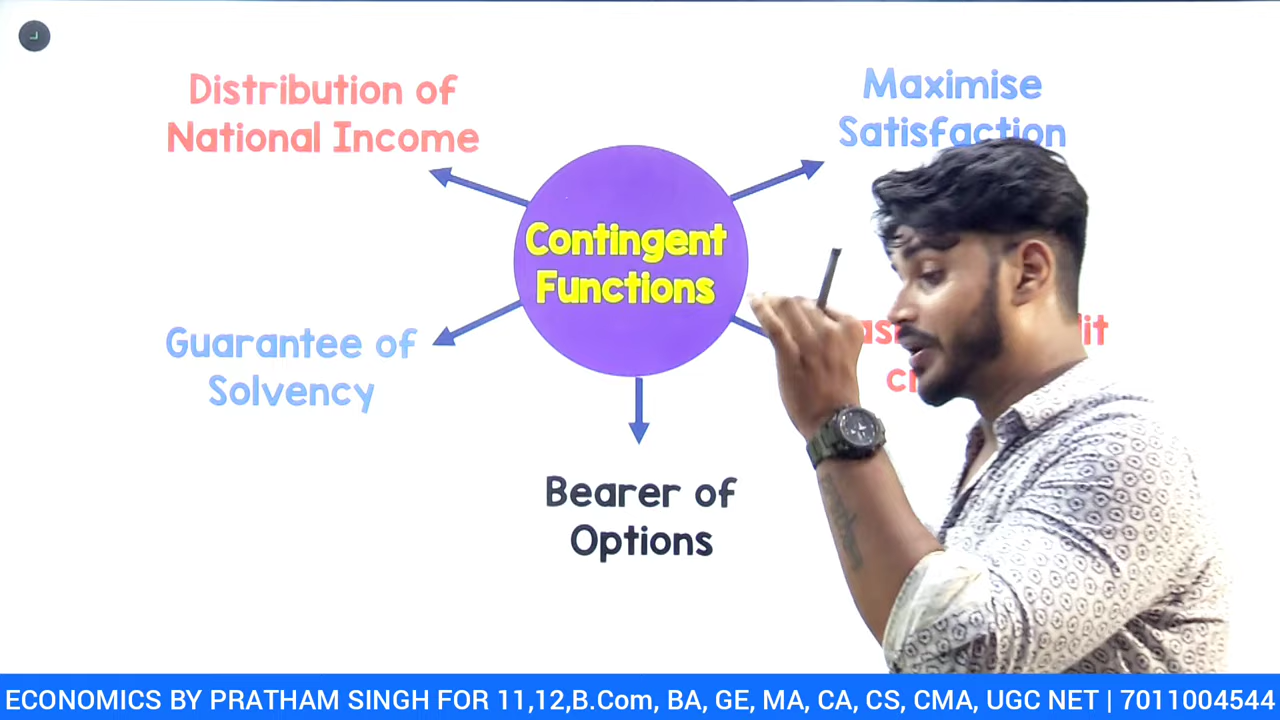 Distribution of
National Income
Maximise
Satisfaction
Contingent
Functions
Guarantee of
Solvency
Bearer of
Options
ECONOMICS BY PRATHAM SINGH FOR 11,12,B.Com, BA, GE, MA, CA, CS, CMA, UGC NET | 7011004544